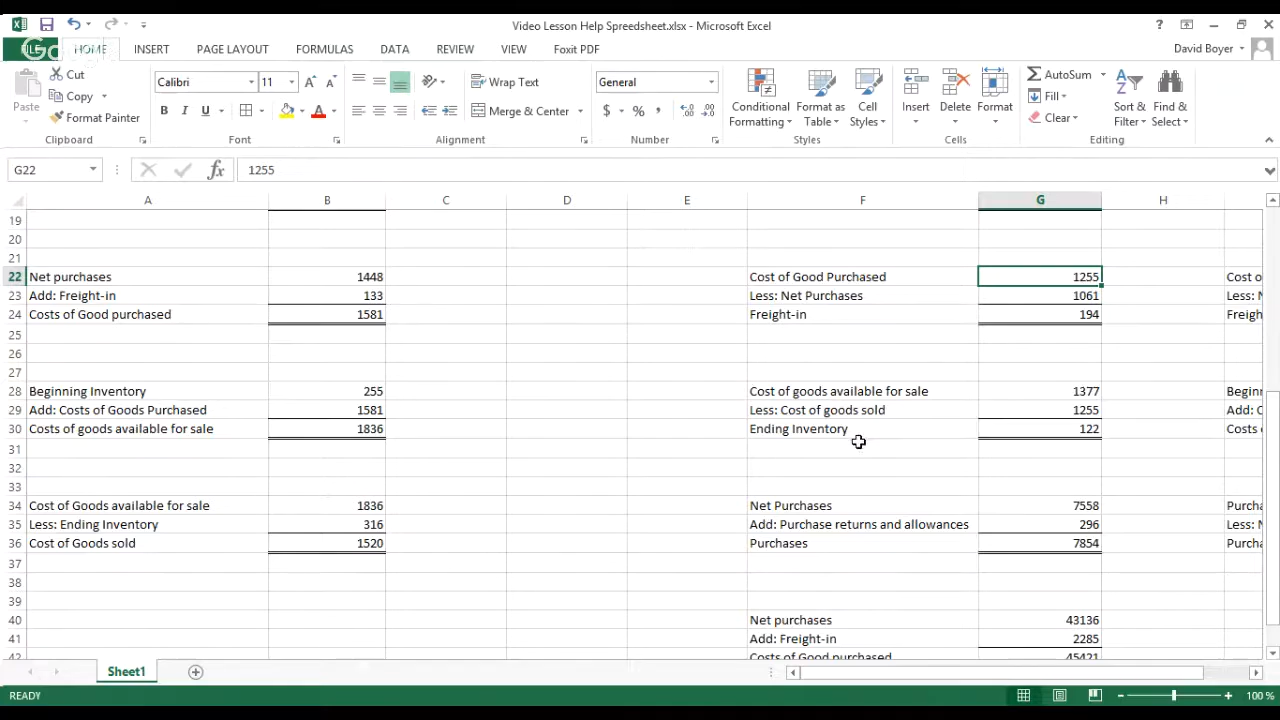 Video Lesson Help Spreedsheet.xlsx - Microsoft Excel
?
Google
FILE HOME INSERT PAGE LAYOUT FORMULAS DATA REVIEW VIEW Foxit PDF David Boyer
Paste
Cut
Copy
Format Painter
Clipboard
Calibri 11
B I U
Font
Wrap Text
Merge & Center
Alignment
General
$ % ,
Number
Conditional Formatting
Format as Table
Cell Styles
Styles
Insert Delete Format
Cells
AutoSum
Fill
Clear
Sort & Filter
Find & Select
Editing
G22 fx 1255
A B C D E F G H
19
20
21
22 Net purchases 1448 Cost of Good Purchased 1255 Cost o
23 Add: Freight-in 133 Less: Net Purchases 1061 Less: N
24 Costs of Good purchased 1581 Freight-in 194 Freigh
25
26
27
28 Beginning Inventory 255 Cost of goods available for sale 1377 Beginn
29 Add: Costs of Goods Purchased 1581 Less: Cost of goods sold 1255 Add: C
30 Costs of goods available for sale 1836 Ending Inventory 122 Costs
31
32
33
34 Cost of Goods available for sale 1836 Net Purchases 7558 Purcha
35 Less: Ending Inventory 316 Add: Purchase returns and allowances 296 Less: N
36 Cost of Goods sold 1520 Purchases 7854 Purcha
37
38
39
40 Net purchases 43136
41 Add: Freight-in 2285
42 Costs of Good purchased 45421
Sheet1
READY 100 %